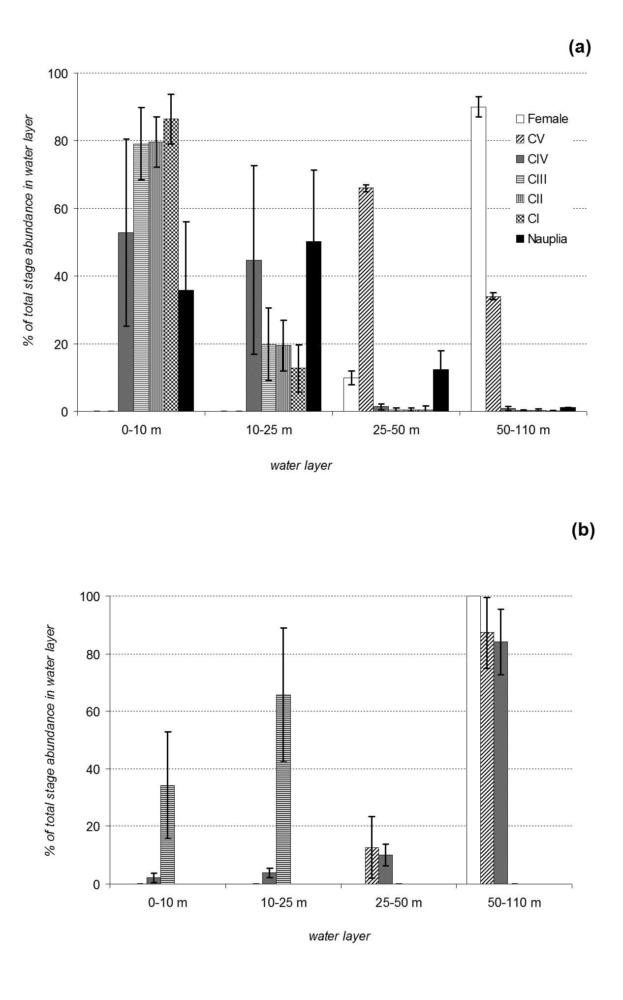 (a)
100
80
60
40
20
0
% of total stage abundance in water layer
Female
CV
CIV
CIII
CII
CI
Nauplia
0-10 m
10-25 m
25-50 m
50-110 m
water layer
(b)
100
80
60
40
20
0
% of total stage abundance in water layer
0-10 m
10-25 m
25-50 m
50-110 m
water layer